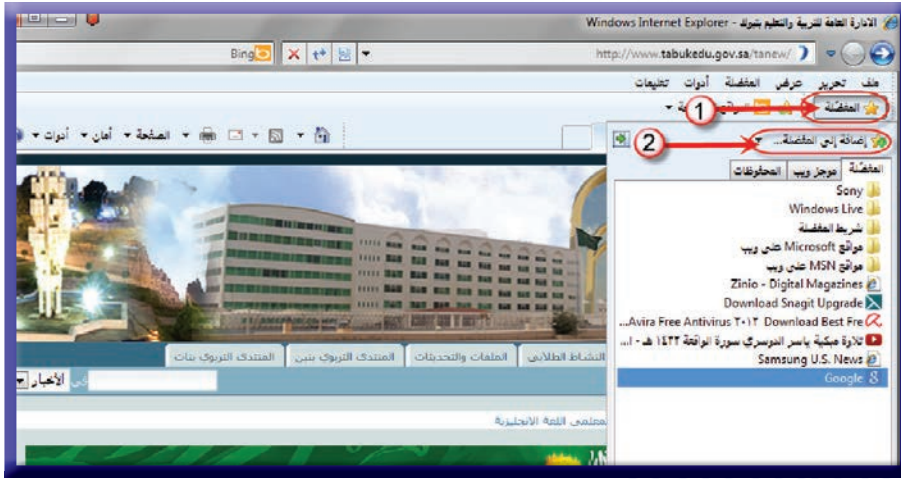 الادارة العامة للتربية والتعليم بتبوك - Windows Internet Explorer
http://www.tabukedu.gov.sa/tanew/
Bing
ملف تحرير عرض المفضلة أدوات تعليمات
المفضلة
1
الصفحة أمان أدوات
إضافة إلى المفضلة...
2
المفضلة موجز ويب المحفوظات
Sony
Windows Live
شريط المفضلة
مواقع Microsoft على ويب
مواقع MSN على ويب
Zinio - Digital Magazines
Download Snagit Upgrade
Avira Free Antivirus ٢٠١٢ Download Best Fre...
تلاوة مبكية ياسر الدوسري سورة الواقعة ١٤٣٢ هـ - ا...
Samsung U.S. News
Google
النشاط الطلابي الملفات والتحديثات المنتدى التربوي بنين المنتدى التربوي بنات
في الأخبار
لمعلمي اللغة الانجليزية